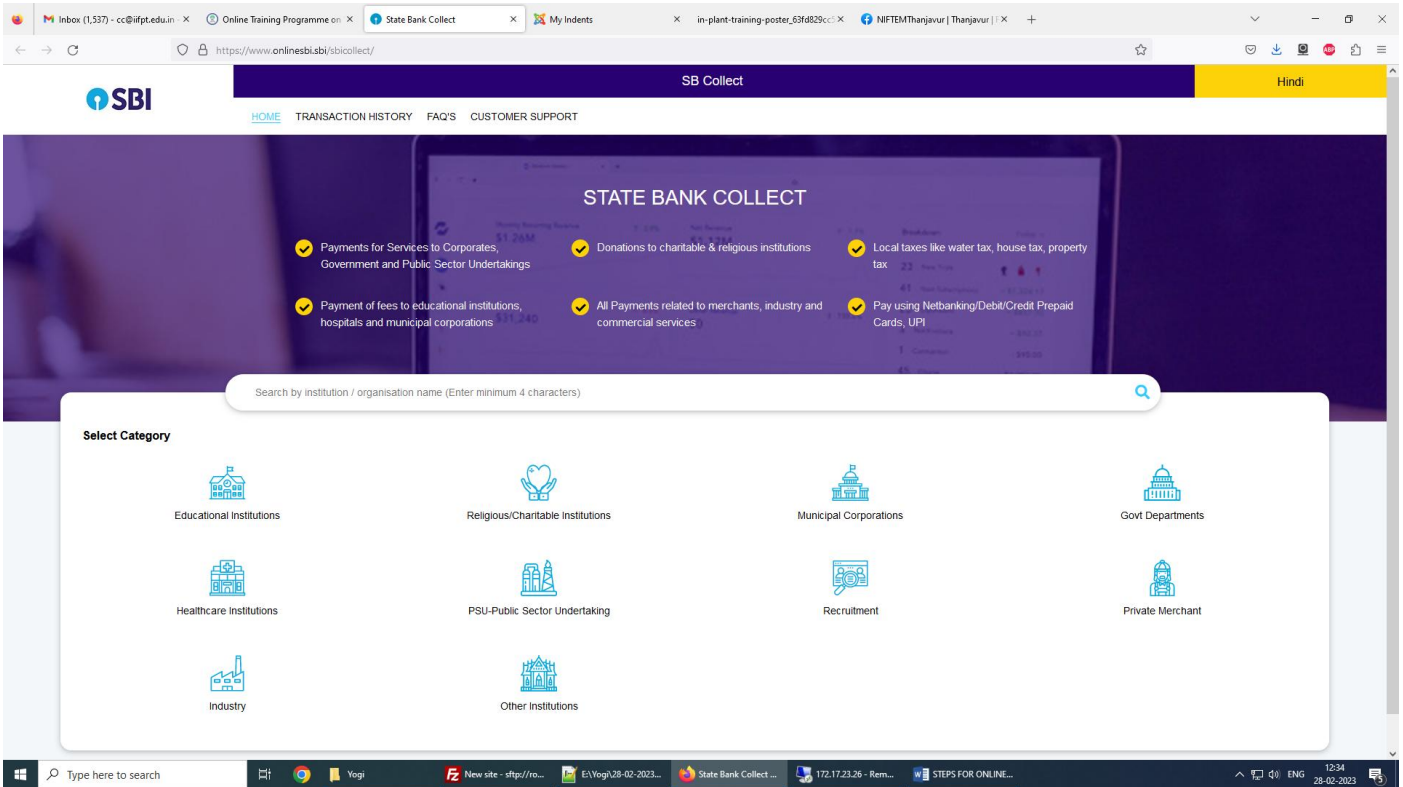 Inbox (1,537) - cc@iifpt.edu.in -
Online Training Programme on
State Bank Collect
My Indents
in-plant-training-poster_63fd829cc
NIFTEMThanjavur | Thanjavur |
https://www.onlinesbi.sbi/sbicollect/
ABP
SBI
SB Collect
Hindi
HOME TRANSACTION HISTORY FAQ'S CUSTOMER SUPPORT
STATE BANK COLLECT
Payments for Services to Corporates,
Government and Public Sector Undertakings
Donations to charitable & religious institutions
Local taxes like water tax, house tax, property
tax
Payment of fees to educational institutions,
hospitals and municipal corporations
All Payments related to merchants, industry and
commercial services
Pay using Netbanking/Debit/Credit Prepaid
Cards, UPI
$1.26M
$31,240
Search by institution / organisation name (Enter minimum 4 characters)
Select Category
Educational Institutions
Religious/Charitable Institutions
Municipal Corporations
Govt Departments
Healthcare Institutions
PSU-Public Sector Undertaking
Recruitment
Private Merchant
Industry
Other Institutions
Type here to search
Yogi
New site - sftp://ro...
E:\Yogi\28-02-2023...
State Bank Collect ...
172.17.23.26 - Rem...
STEPS FOR ONLINE...
ENG
12:34
28-02-2023
5